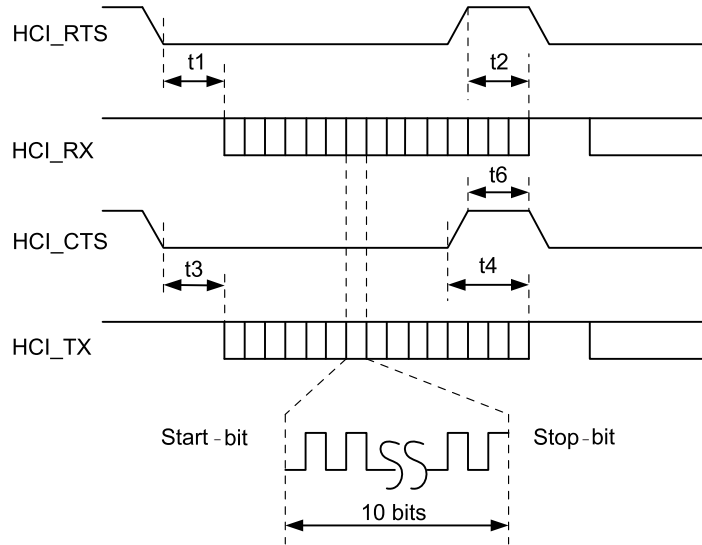 HCI_RTS
t1
t2
HCI_RX
t6
HCI_CTS
t3
t4
HCI_TX
Start-bit
Stop-bit
10 bits